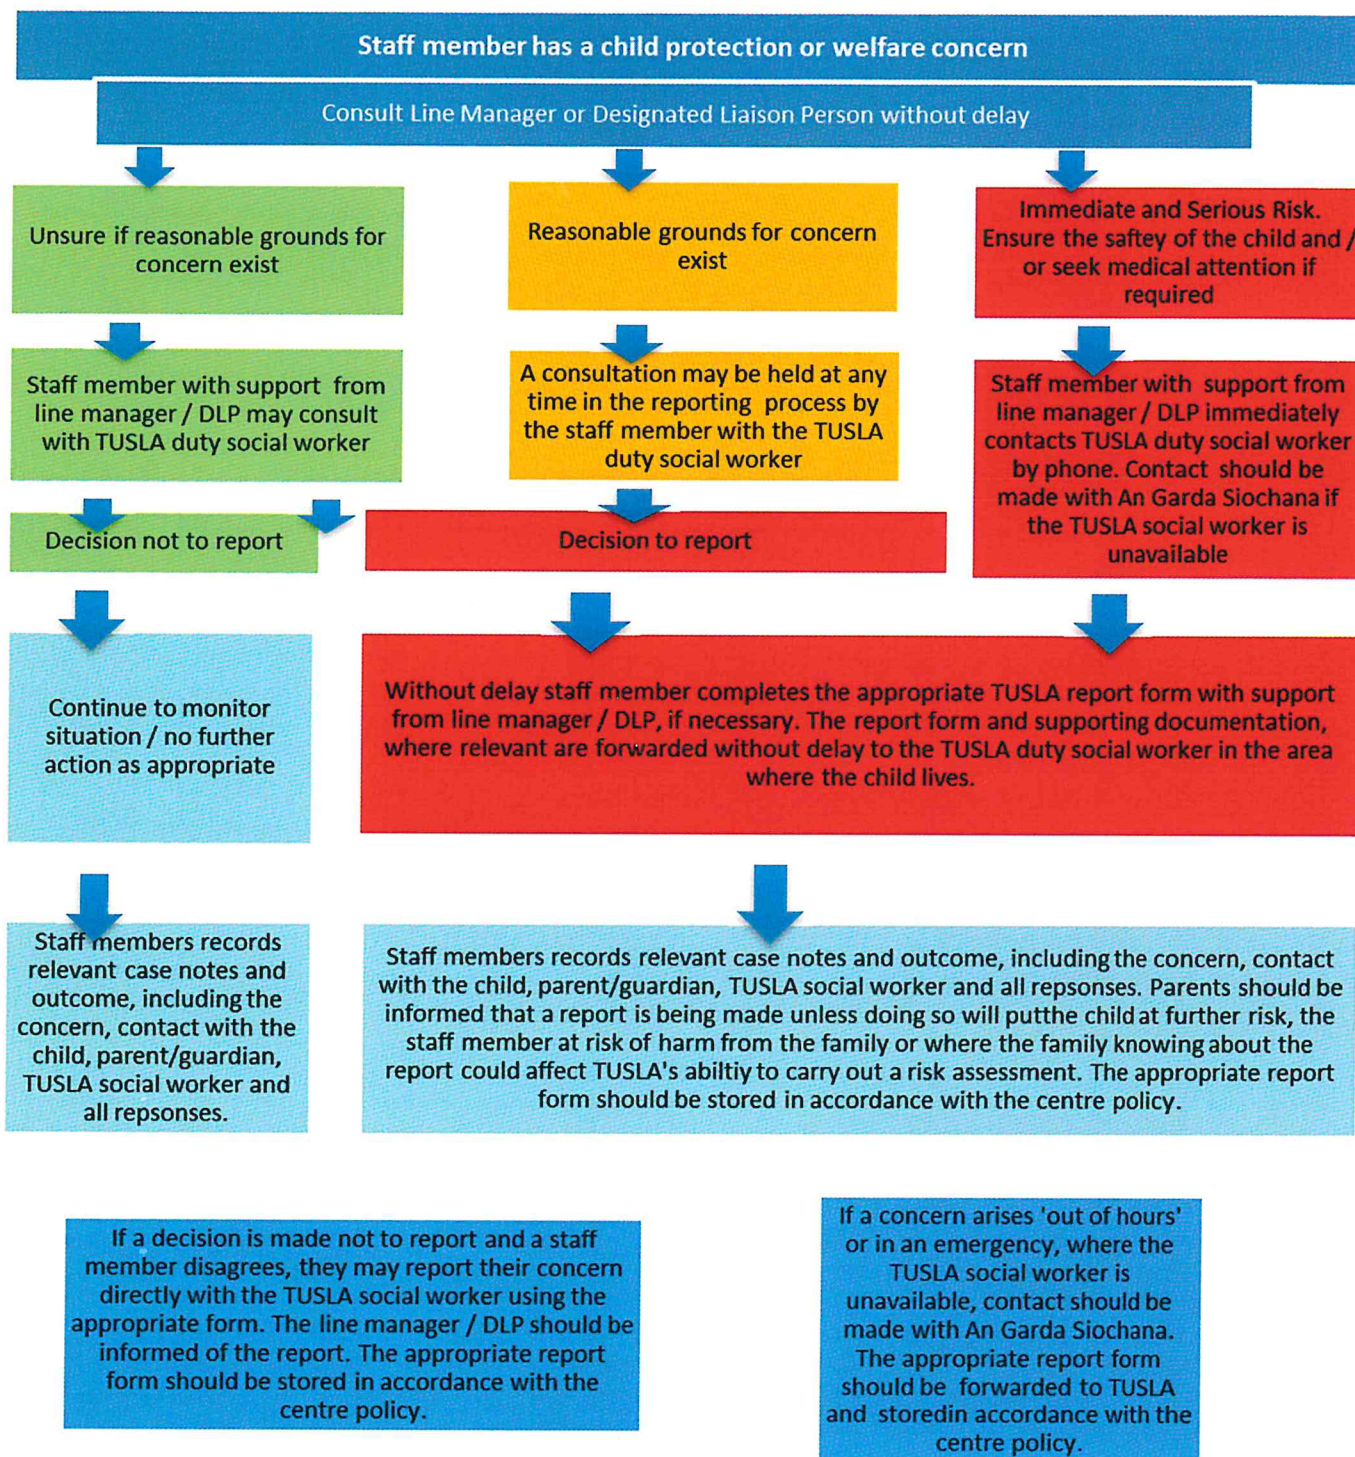 Staff member has a child protection or welfare concern
Consult Line Manager or Designated Liaison Person without delay
Unsure if reasonable grounds for
concern exist
Reasonable grounds for concern
exist
Immediate and Serious Risk.
Ensure the saftey of the child and /
or seek medical attention if
required
Staff member with support from
line manager / DLP may consult
with TUSLA duty social worker
A consultation may be held at any
time in the reporting process by
the staff member with the TUSLA
duty social worker
Staff member with support from
line manager / DLP immediately
contacts TUSLA duty social worker
by phone. Contact should be
made with An Garda Siochana if
the TUSLA social worker is
unavailable
Decision not to report
Decision to report
Continue to monitor
situation / no further
action as appropriate
Without delay staff member completes the appropriate TUSLA report form with support
from line manager / DLP, if necessary. The report form and supporting documentation,
where relevant are forwarded without delay to the TUSLA duty social worker in the area
where the child lives.
Staff members records
relevant case notes and
outcome, including the
concern, contact with the
child, parent/guardian,
TUSLA social worker and
all repsonses.
Staff members records relevant case notes and outcome, including the concern, contact
with the child, parent/guardian, TUSLA social worker and all repsonses. Parents should be
informed that a report is being made unless doing so will putthe child at further risk, the
staff member at risk of harm from the family or where the family knowing about the
report could affect TUSLA's abiltiy to carry out a risk assessment. The appropriate report
form should be stored in accordance with the centre policy.
If a decision is made not to report and a staff
member disagrees, they may report their concern
directly with the TUSLA social worker using the
appropriate form. The line manager / DLP should be
informed of the report. The appropriate report
form should be stored in accordance with the
centre policy.
If a concern arises 'out of hours'
or in an emergency, where the
TUSLA social worker is
unavailable, contact should be
made with An Garda Siochana.
The appropriate report form
should be forwarded to TUSLA
and storedin accordance with the
centre policy.